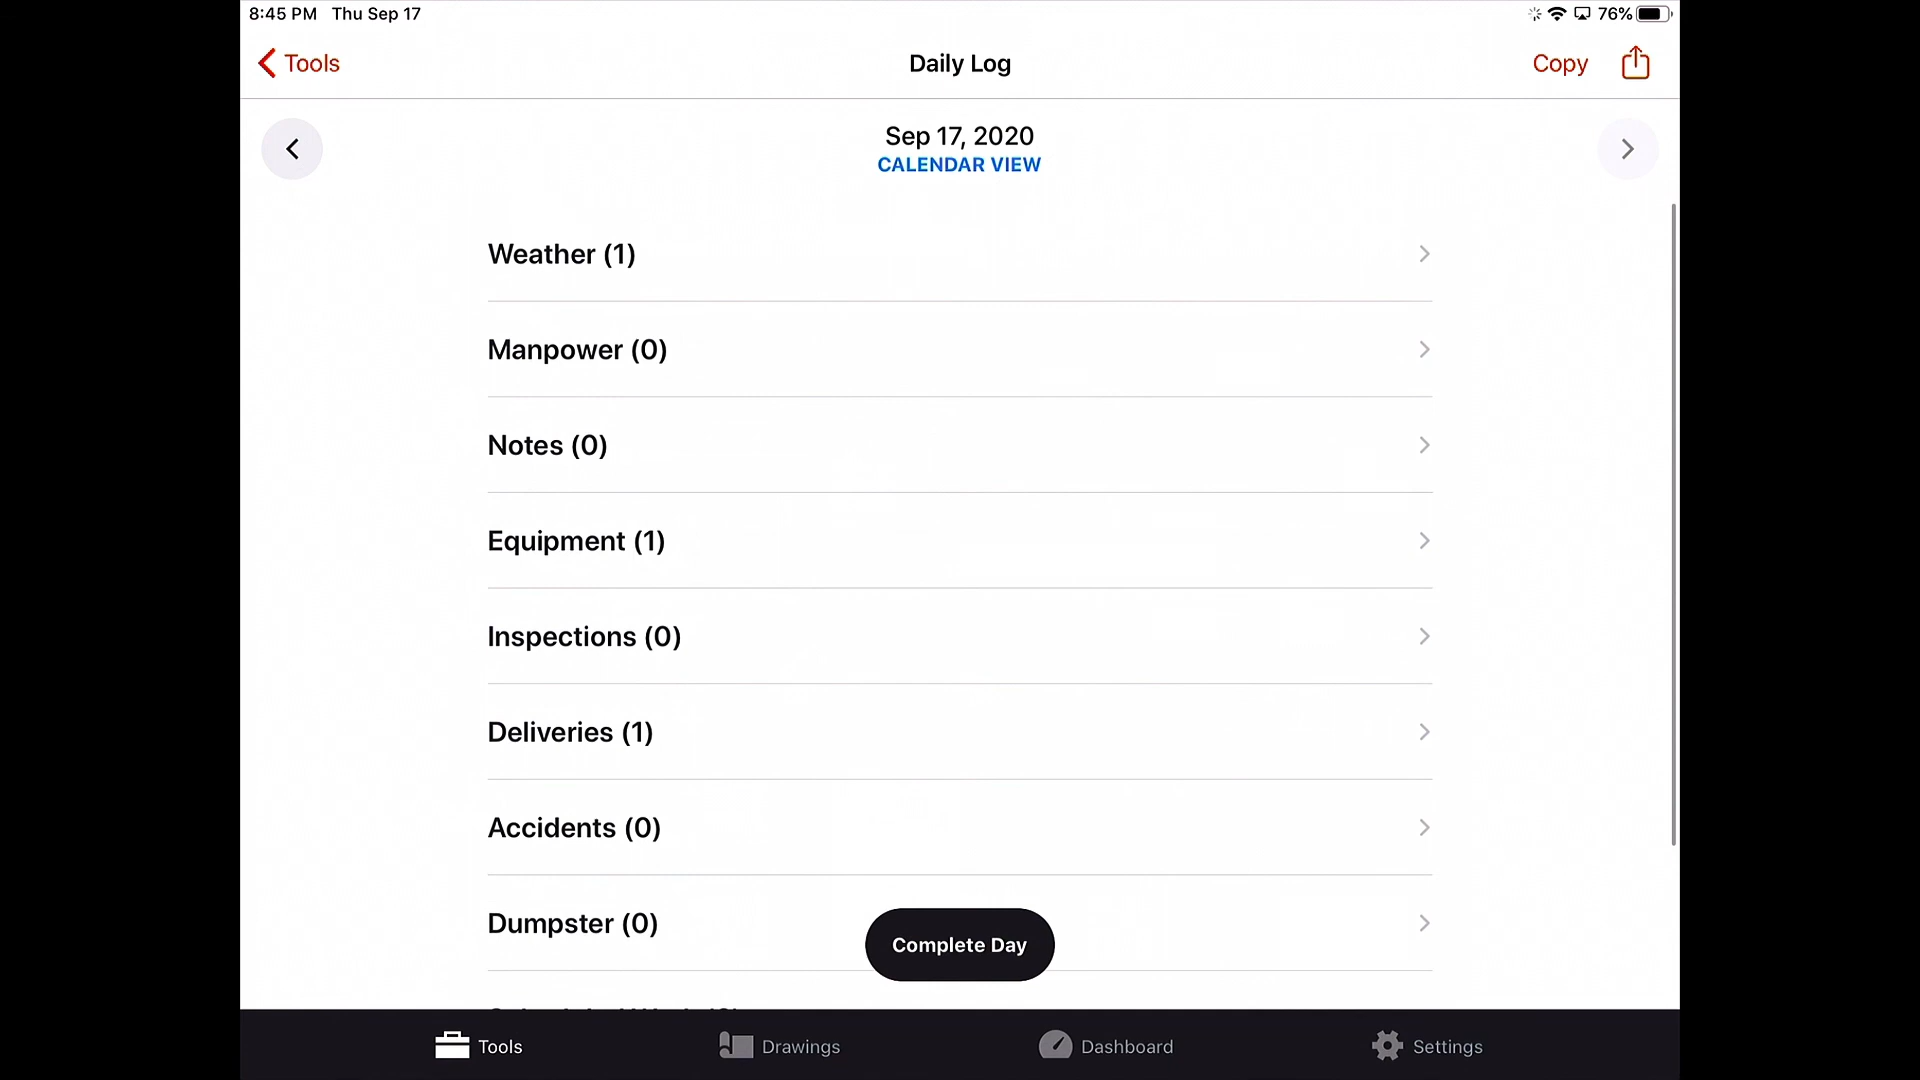 8:45 PM Thu Sep 17
76%
Tools
Daily Log
Copy
Sep 17, 2020
CALENDAR VIEW
Weather (1)
Manpower (0)
Notes (0)
Equipment (1)
Inspections (0)
Deliveries (1)
Accidents (0)
Dumpster (0)
Complete Day
Tools
Drawings
Dashboard
Settings